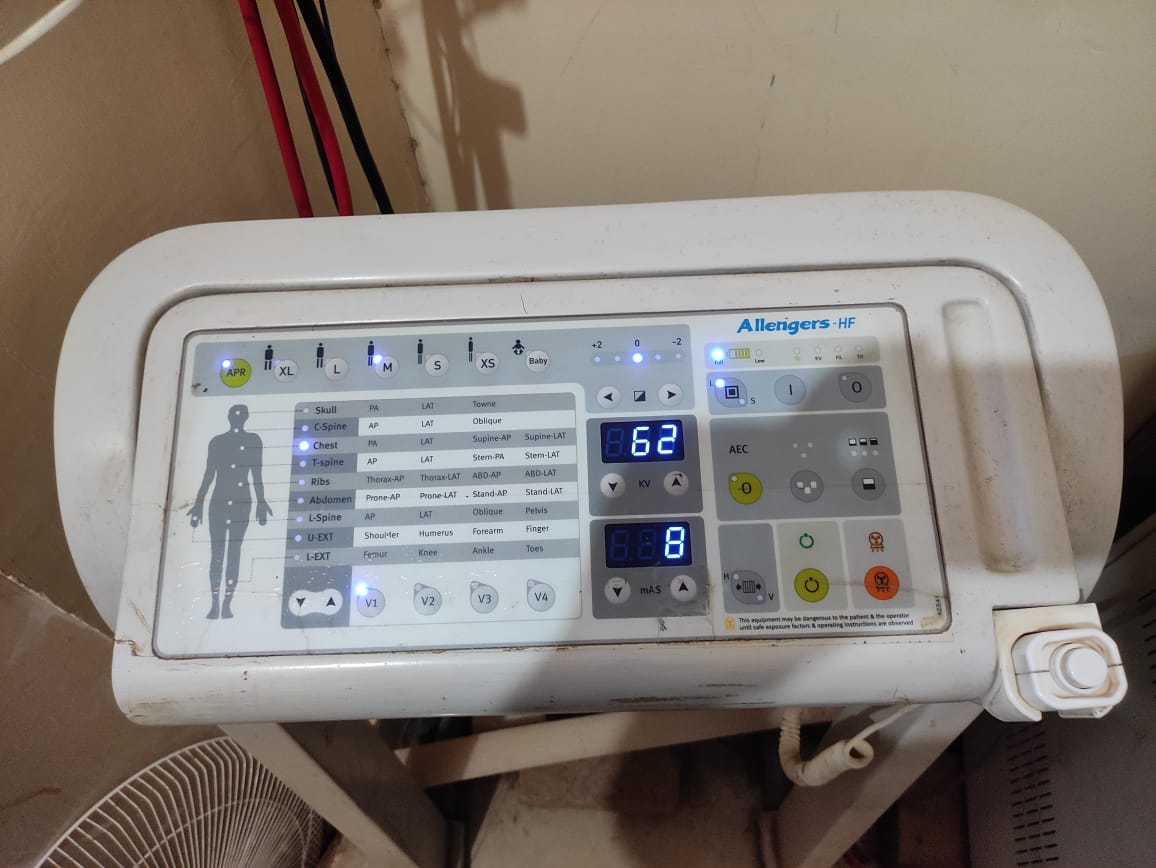 Allengers-HF
APR XL L M S XS Baby
+2 0 -2
Full Low KV
Skull PA LAT Towne
C-Spine AP LAT Oblique
Chest PA LAT Supine-AP Supine-LAT
T-spine AP LAT Stern-PA Stern-LAT
Ribs Thorax-AP Thorax-LAT ABD-AP ABD-LAT
Abdomen Prone-AP Prone-LAT Stand-AP Stand-LAT
L-Spine AP LAT Oblique Pelvis
U-EXT Shoulder Humerus Forearm Finger
L-EXT Femur Knee Ankle Toes
V1 V2 V3 V4
62
KV
8
mAS
L S I O
AEC
H V
This equipment may be dangerous to the patient & the operator
until safe exposure factors & operating instructions are observed